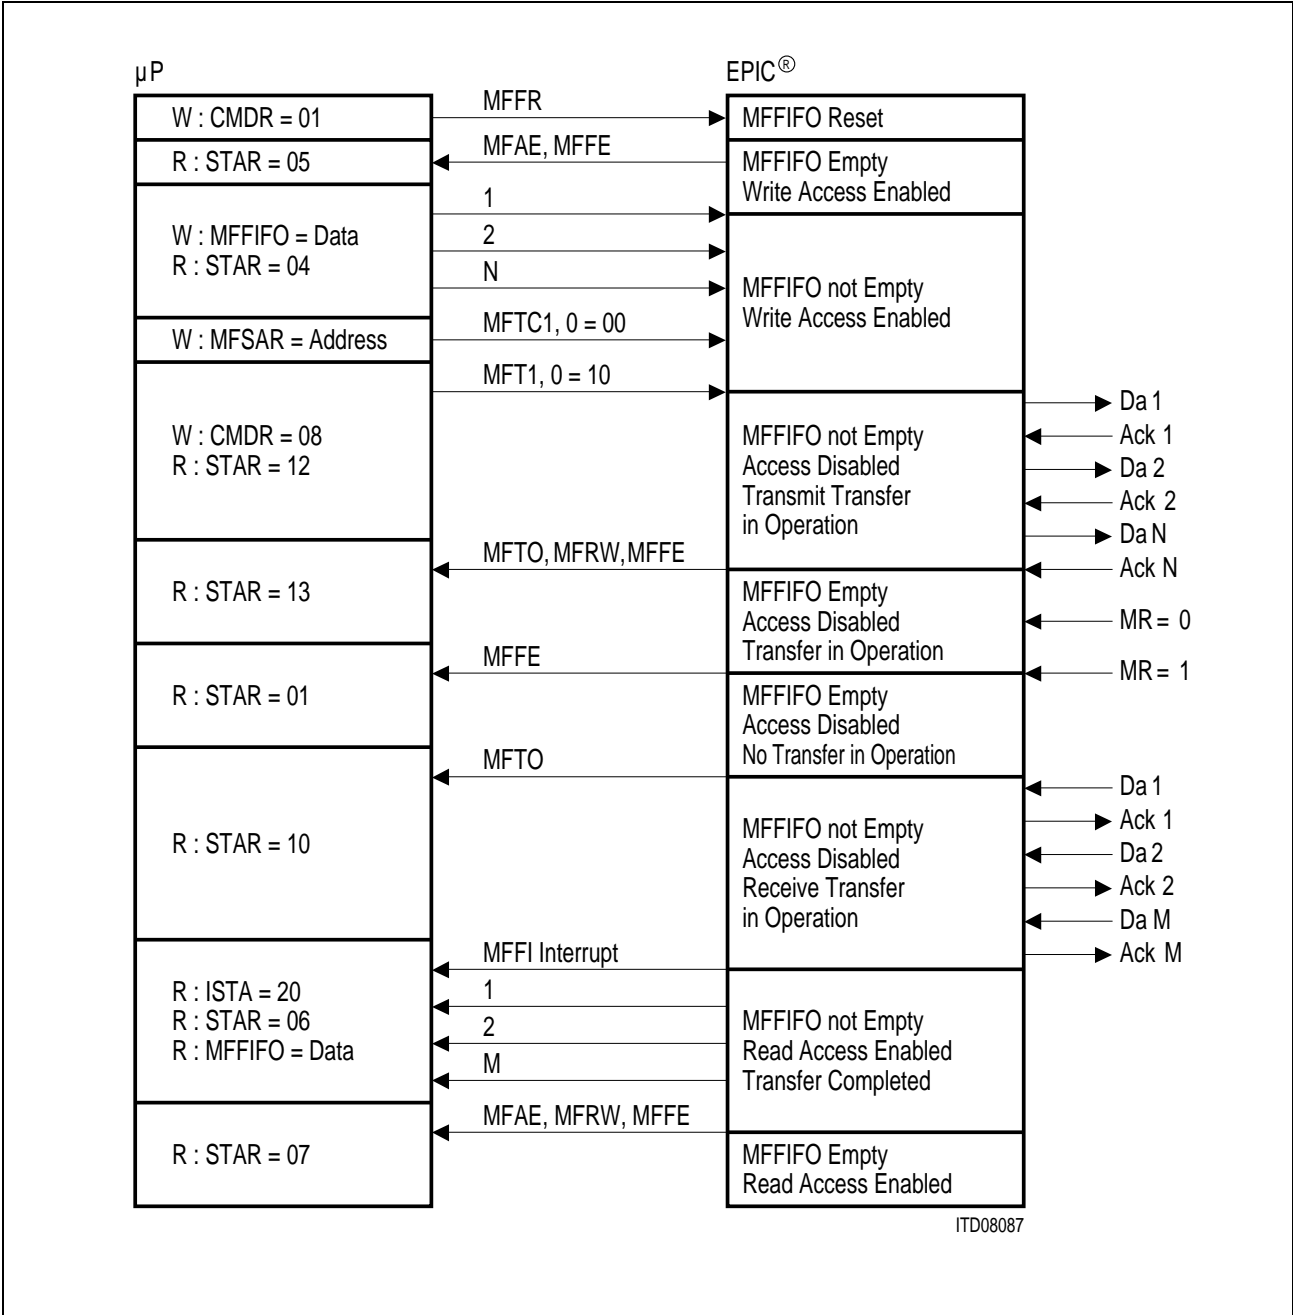 µP
EPIC®
W : CMDR = 01
MFFR
MFFIFO Reset
R : STAR = 05
MFAE, MFFE
MFFIFO Empty
Write Access Enabled
W : MFFIFO = Data
R : STAR = 04
1
2
N
MFFIFO not Empty
Write Access Enabled
W : MFSAR = Address
MFTC1, 0 = 00
MFT1, 0 = 10
W : CMDR = 08
R : STAR = 12
MFFIFO not Empty
Access Disabled
Transmit Transfer
in Operation
Da 1
Ack 1
Da 2
Ack 2
Da N
Ack N
R : STAR = 13
MFTO, MFRW, MFFE
MFFIFO Empty
Access Disabled
Transfer in Operation
MR = 0
MR = 1
R : STAR = 01
MFFE
MFFIFO Empty
Access Disabled
No Transfer in Operation
R : STAR = 10
MFTO
MFFIFO not Empty
Access Disabled
Receive Transfer
in Operation
Da 1
Ack 1
Da 2
Ack 2
Da M
Ack M
R : ISTA = 20
R : STAR = 06
R : MFFIFO = Data
MFFI Interrupt
1
2
M
MFFIFO not Empty
Read Access Enabled
Transfer Completed
R : STAR = 07
MFAE, MFRW, MFFE
MFFIFO Empty
Read Access Enabled
ITD08087